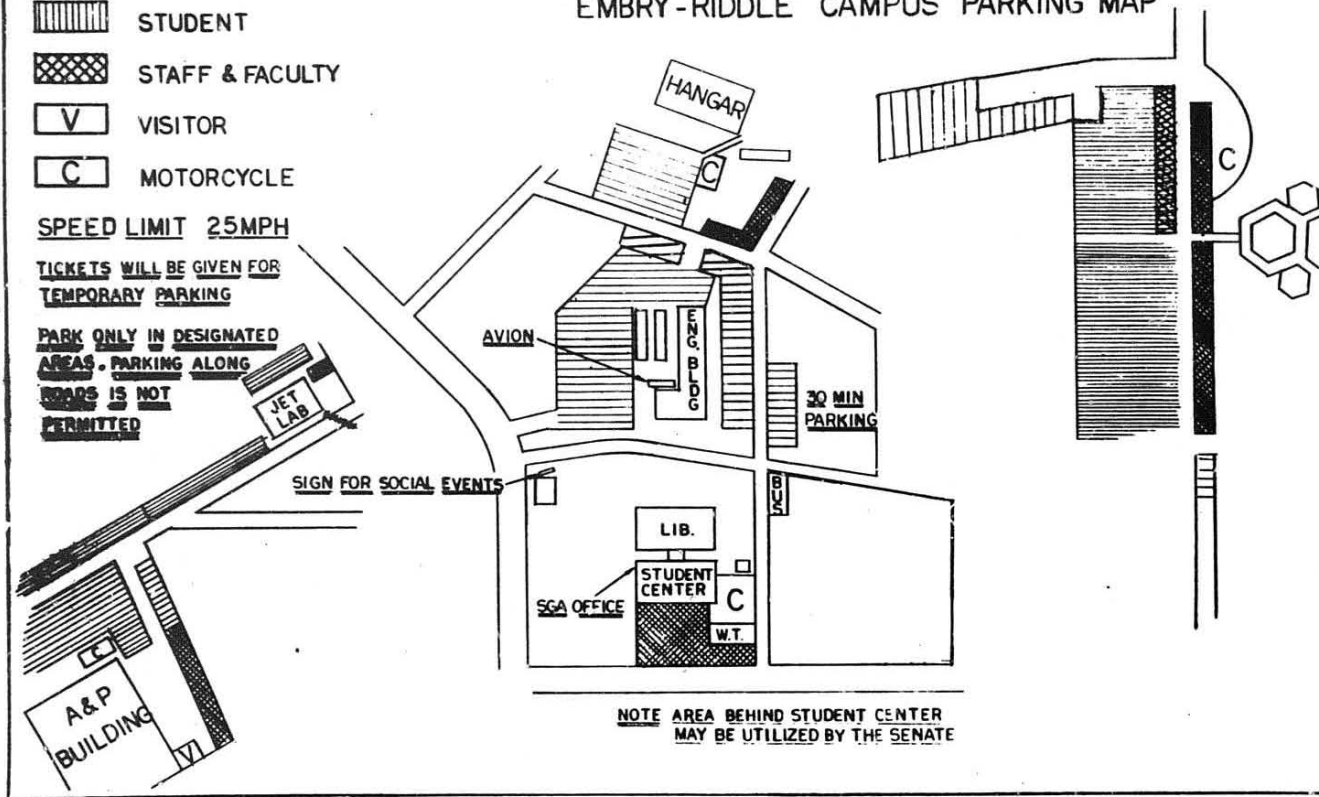 EMBRY-RIDDLE CAMPUS PARKING MAP
STUDENT
STAFF & FACULTY
V VISITOR
C MOTORCYCLE
SPEED LIMIT 25MPH
TICKETS WILL BE GIVEN FOR
TEMPORARY PARKING
PARK ONLY IN DESIGNATED
AREAS. PARKING ALONG
ROADS IS NOT
PERMITTED
HANGAR
C
C
AVION
ENG. BLDG
30 MIN
PARKING
JET
LAB
SIGN FOR SOCIAL EVENTS
BUS
LIB.
STUDENT
CENTER
SGA OFFICE
C
W.T.
C
A&P
BUILDING
V
NOTE AREA BEHIND STUDENT CENTER
MAY BE UTILIZED BY THE SENATE